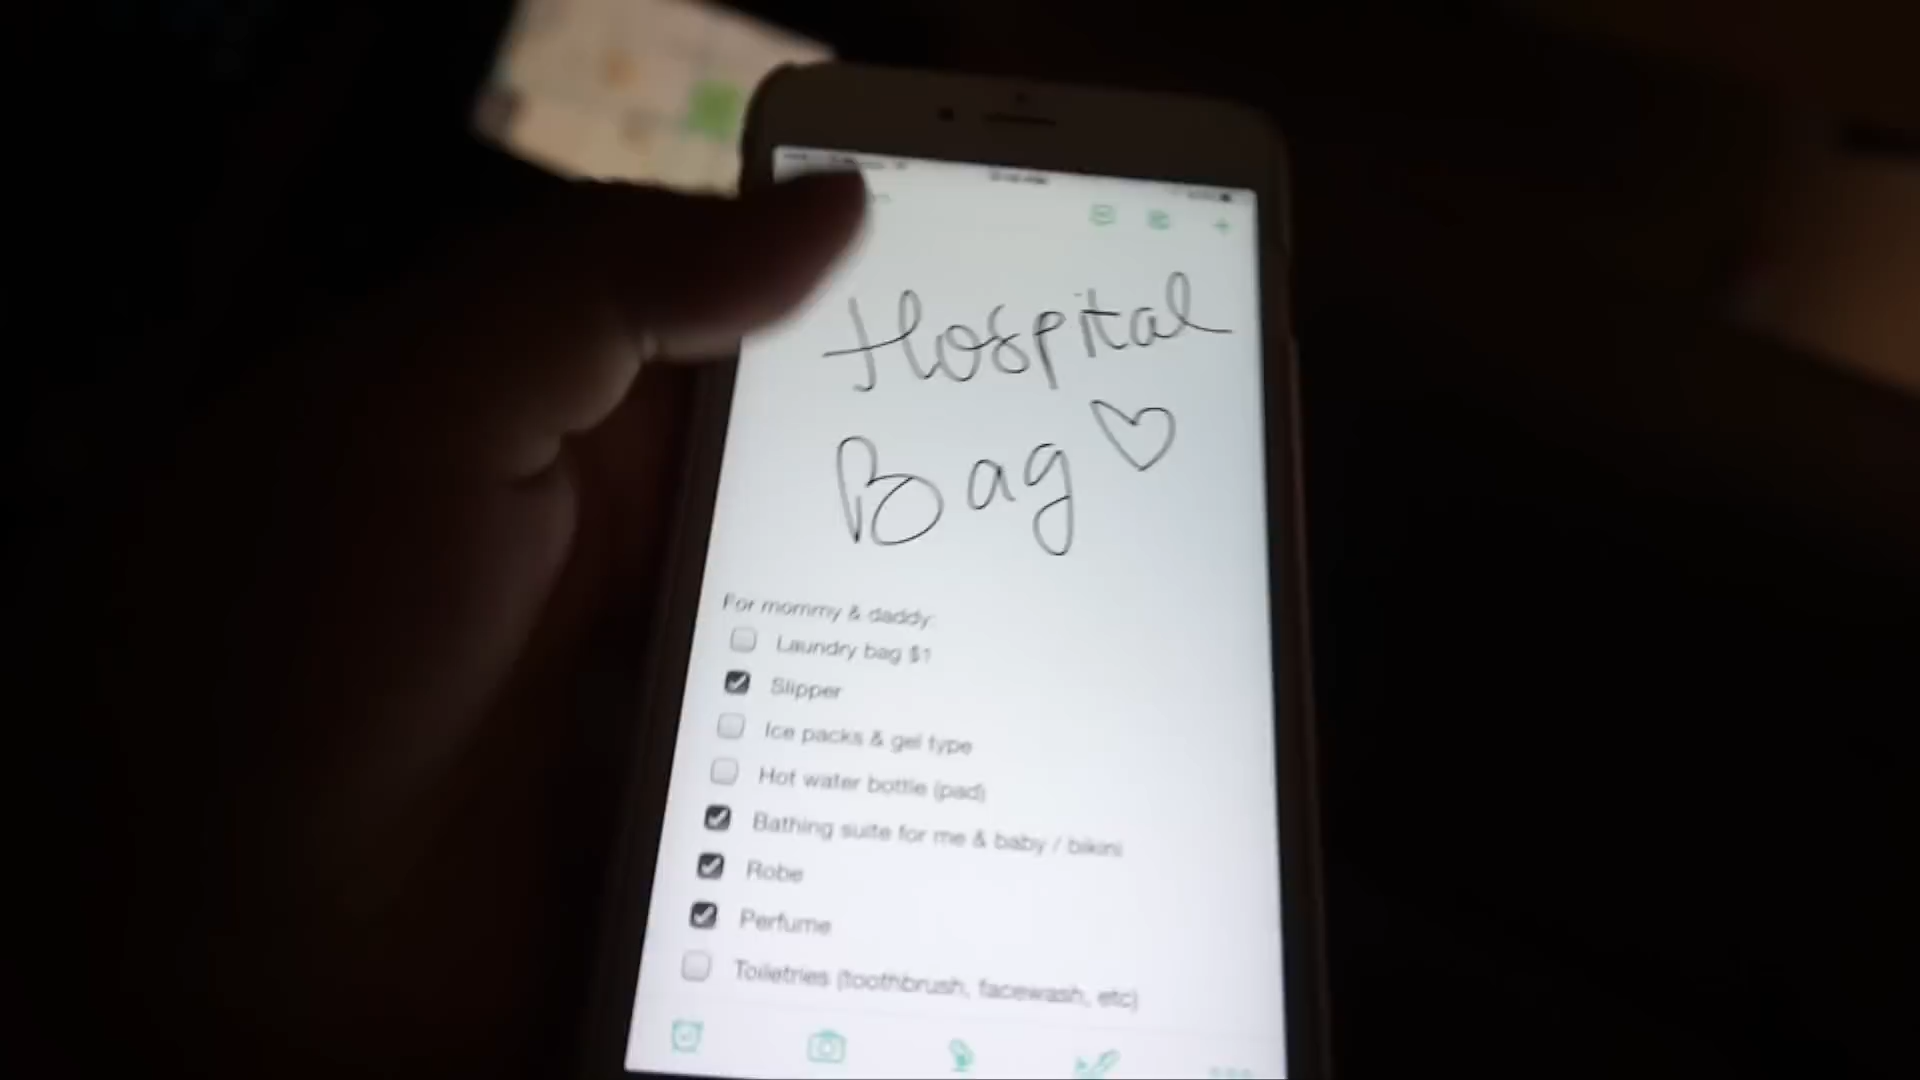 Hospital
Bag
For mommy & daddy:
Laundry bag $1
Slipper
Ice packs & gel type
Hot water bottle (pad)
Bathing suite for me & baby / bikini
Robe
Perfume
Toiletries (toothbrush, facewash, etc)